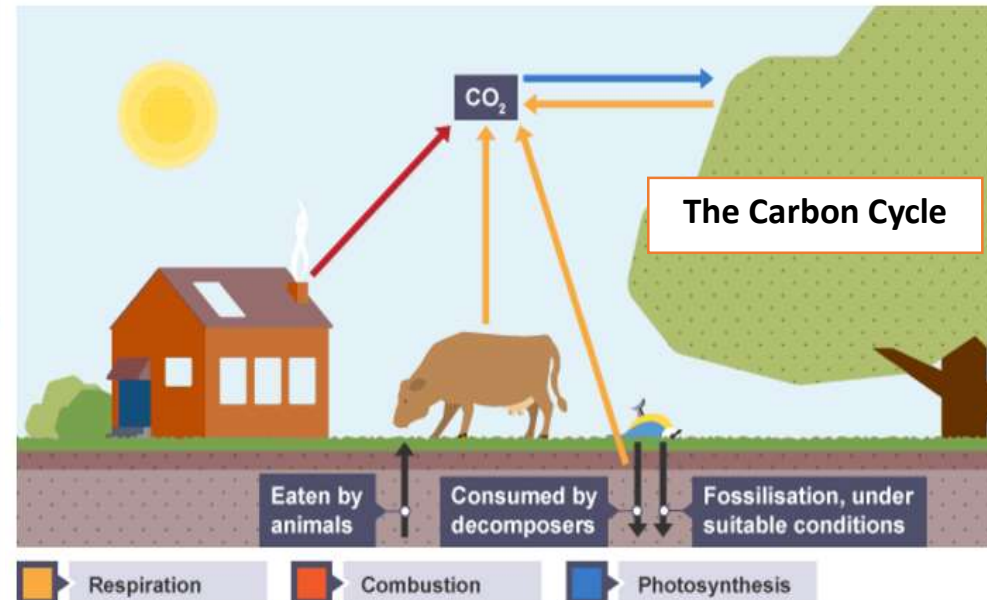 CO₂
The Carbon Cycle
Eaten by
animals
Consumed by
decomposers
Fossilisation, under
suitable conditions
Respiration
Combustion
Photosynthesis